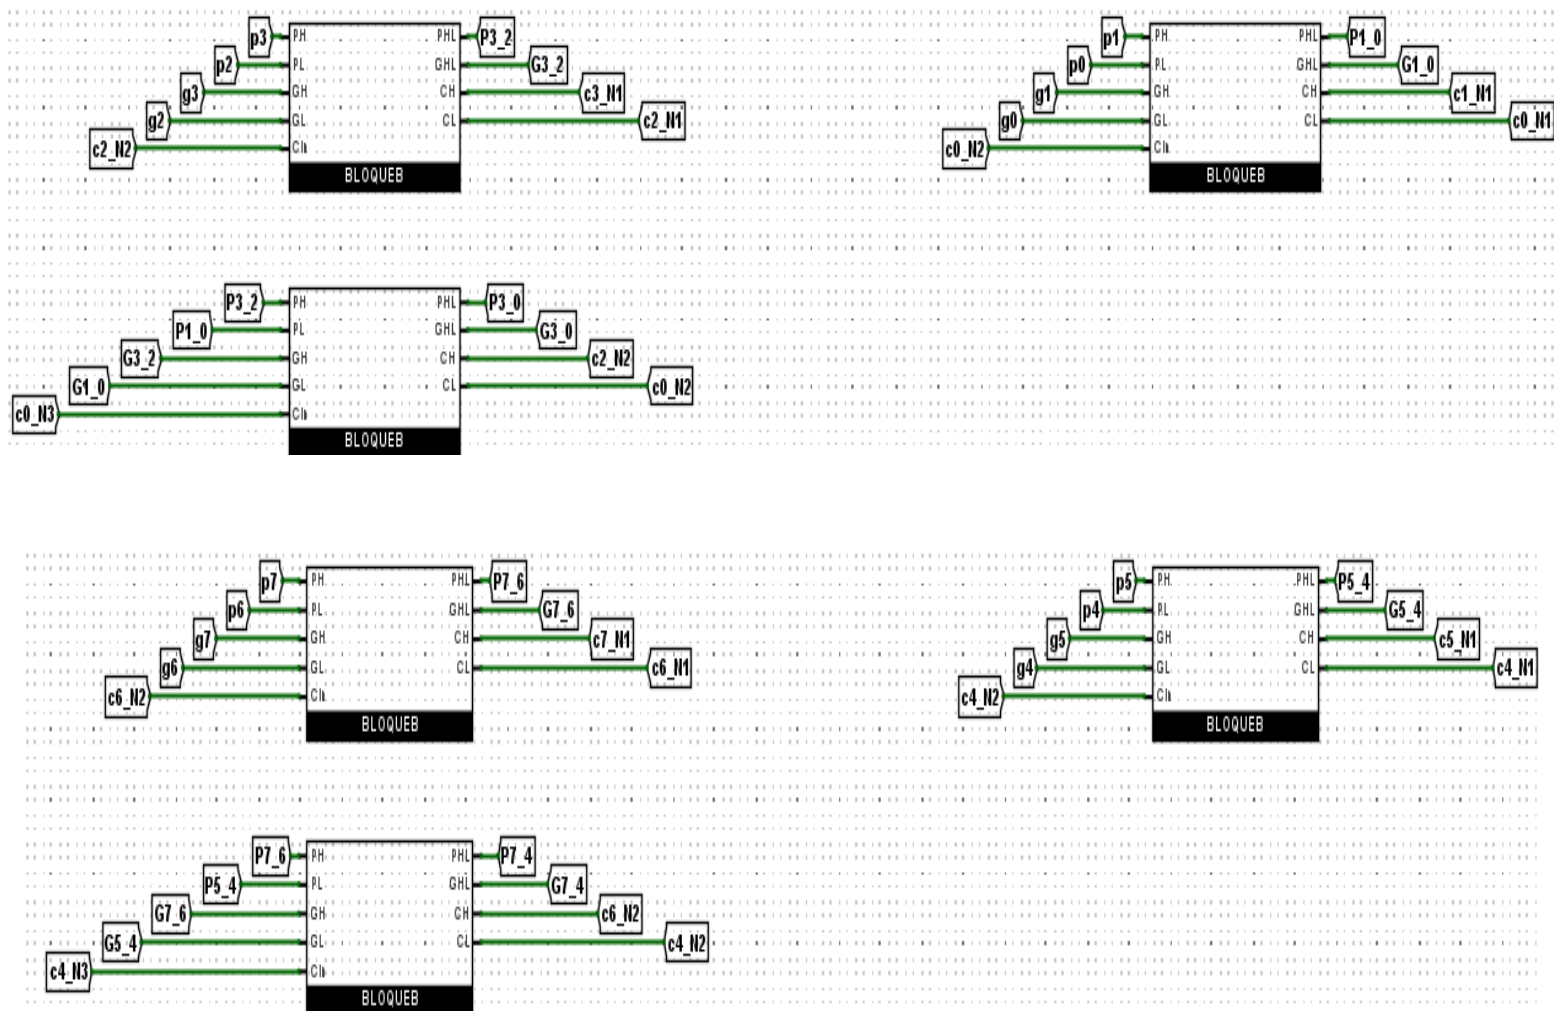 p3 PH PHL P3_2
p2 PL GHL G3_2
g3 GH CH c3_N1
g2 GL CL c2_N1
c2_N2 CIn
BLOQUEB
p1 PH PHL P1_0
p0 PL GHL G1_0
g1 GH CH c1_N1
g0 GL CL c0_N1
c0_N2 CIn
BLOQUEB
P3_2 PH PHL P3_0
P1_0 PL GHL G3_0
G3_2 GH CH c2_N2
G1_0 GL CL c0_N2
c0_N3 CIn
BLOQUEB
p7 PH PHL P7_6
p6 PL GHL G7_6
g7 GH CH c7_N1
g6 GL CL c6_N1
c6_N2 CIn
BLOQUEB
p5 PH PHL P5_4
p4 PL GHL G5_4
g5 GH CH c5_N1
g4 GL CL c4_N1
c4_N2 CIn
BLOQUEB
P7_6 PH PHL P7_4
P5_4 PL GHL G7_4
G7_6 GH CH c6_N2
G5_4 GL CL c4_N2
c4_N3 CIn
BLOQUEB